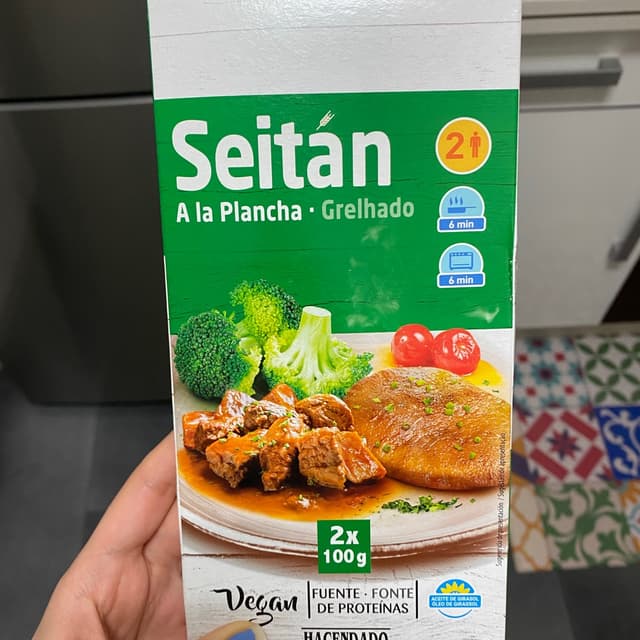 Seitán
A la Plancha · Grelhado
2
6 min
6 min
2x
100g
Vegan
FUENTE · FONTE
DE PROTEÍNAS
ACEITE DE GIRASOL
ÓLEO DE GIRASSOL
HACENDADO